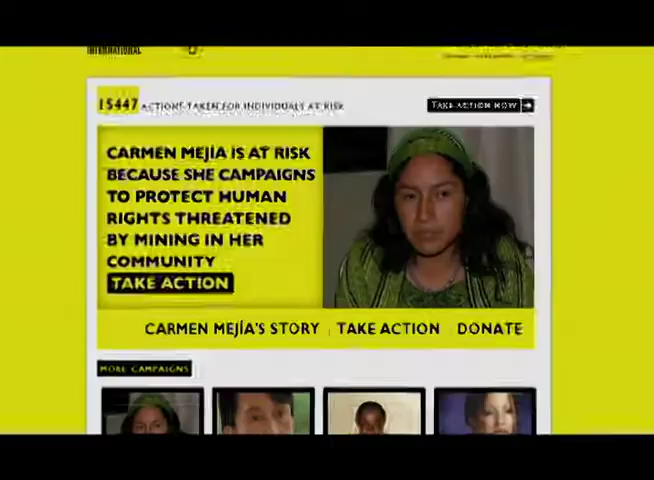 INTERNATIONAL
15447 ACTIONS TAKEN FOR INDIVIDUALS AT RISK
TAKE ACTION NOW
CARMEN MEJÍA IS AT RISK
BECAUSE SHE CAMPAIGNS
TO PROTECT HUMAN
RIGHTS THREATENED
BY MINING IN HER
COMMUNITY
TAKE ACTION
CARMEN MEJÍA'S STORY | TAKE ACTION | DONATE
MORE CAMPAIGNS